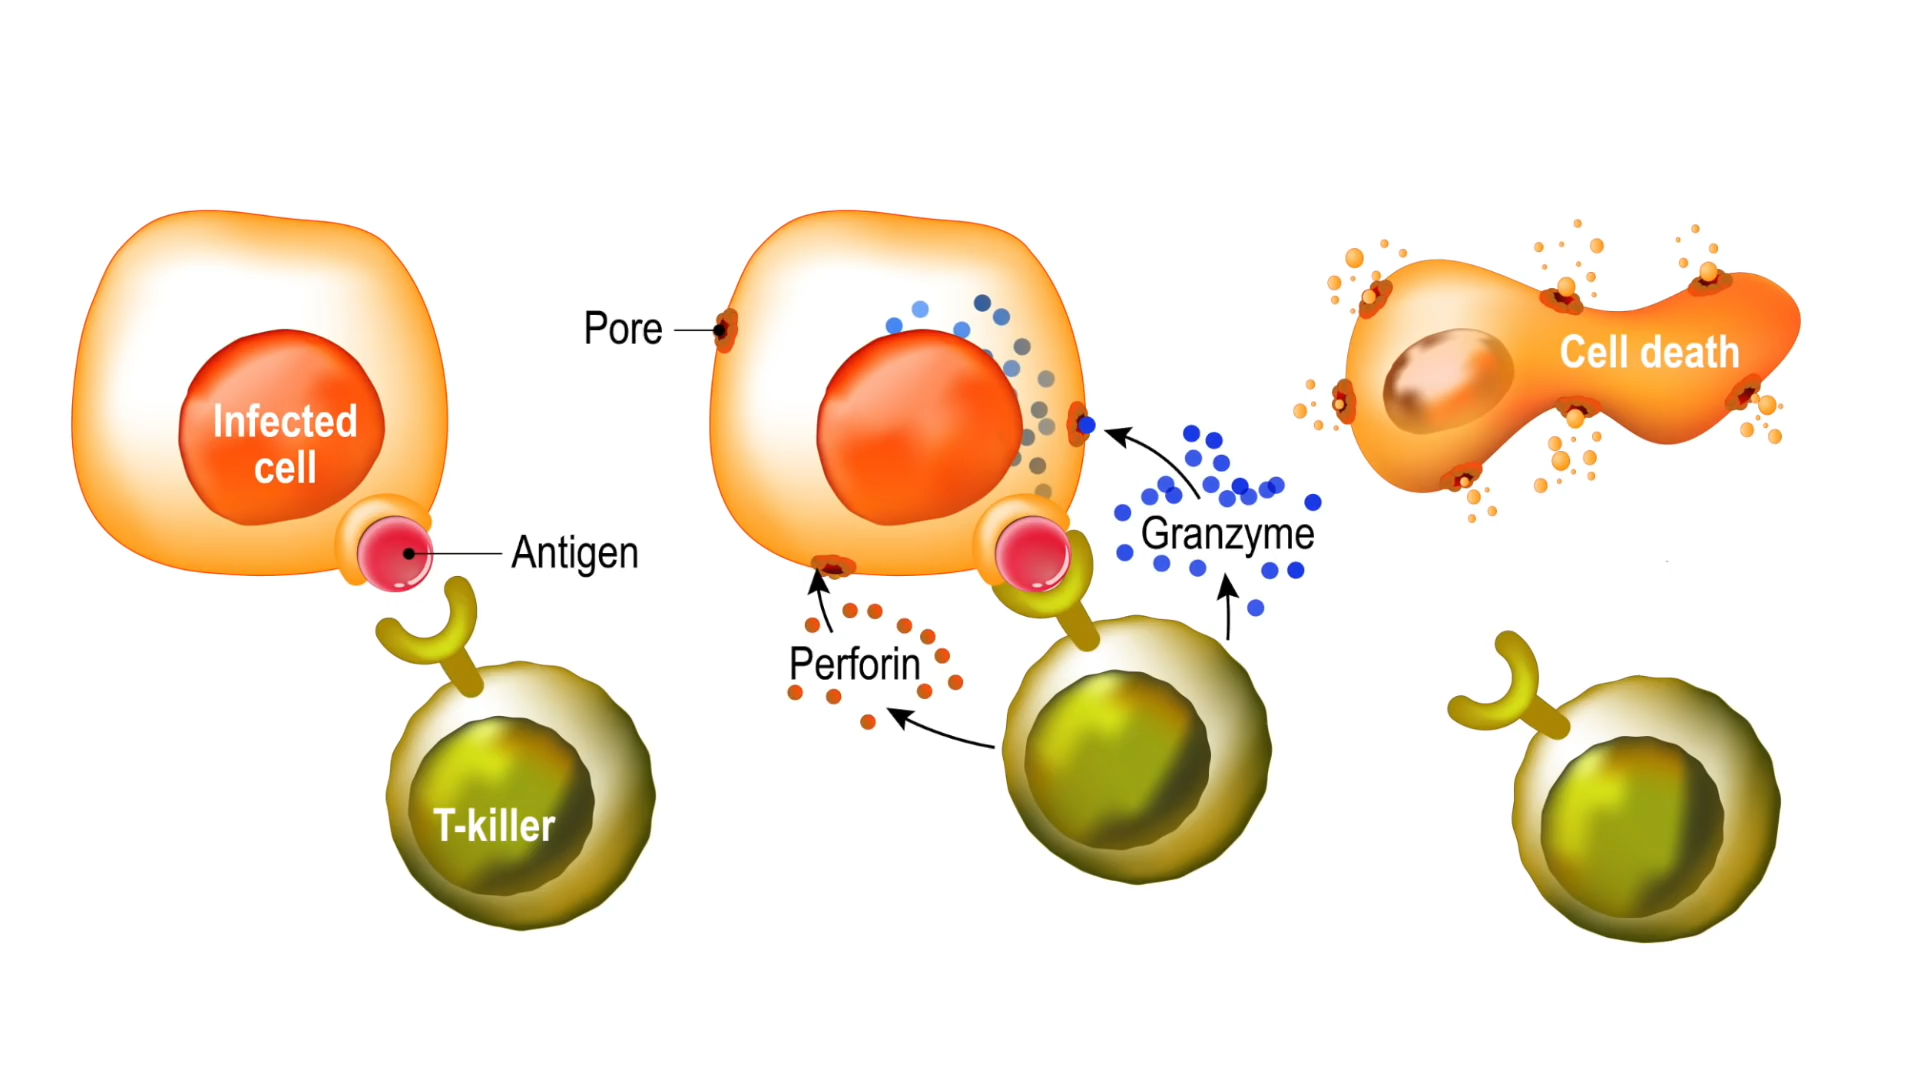 Infected
cell
Antigen
T-killer
Pore
Granzyme
Perforin
Cell death